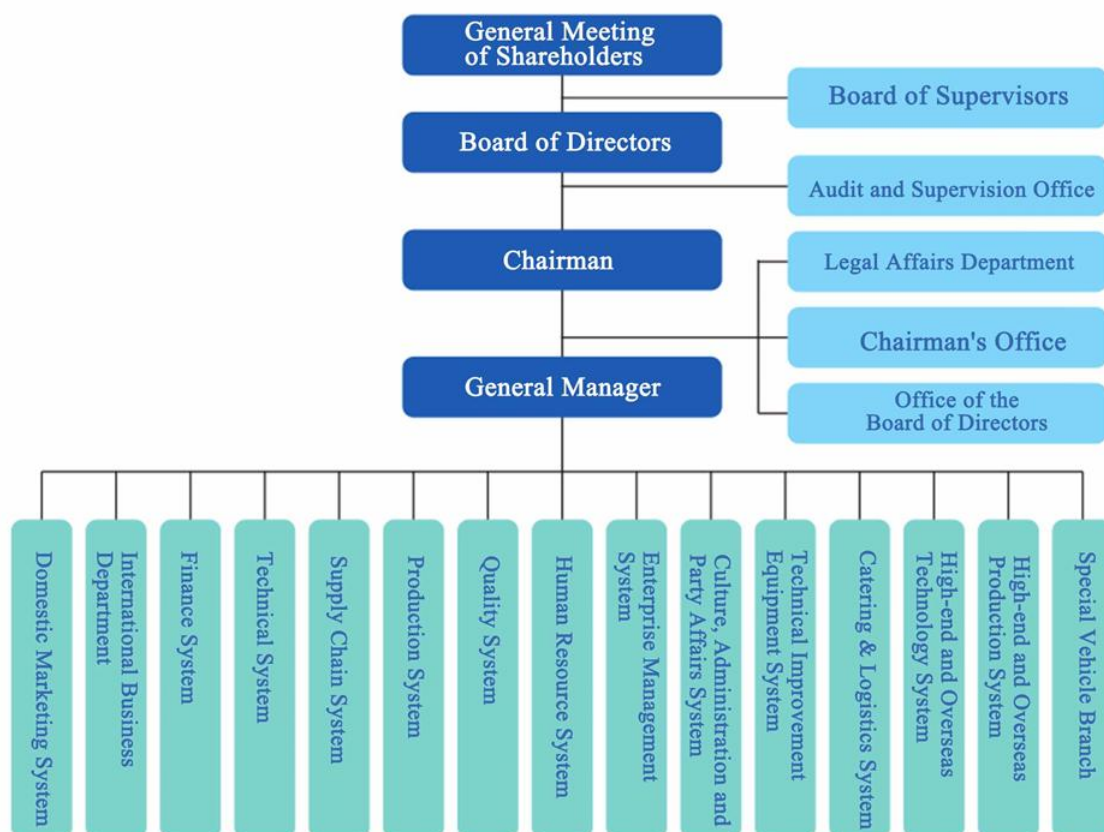 General Meeting
of Shareholders
Board of Supervisors
Board of Directors
Audit and Supervision Office
Chairman
Legal Affairs Department
Chairman's Office
General Manager
Office of the
Board of Directors
Domestic Marketing System
International Business
Department
Finance System
Technical System
Supply Chain System
Production System
Quality System
Human Resource System
Enterprise Management
System
Culture, Administration and
Party Affairs System
Technical Improvement
Equipment System
Catering & Logistics System
High-end and Overseas
Technology System
High-end and Overseas
Production System
Special Vehicle Branch